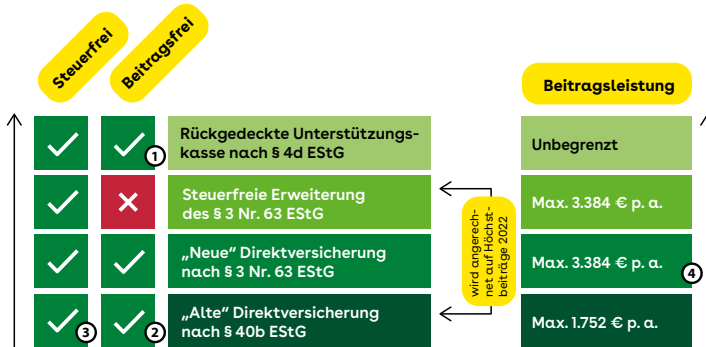 Steuerfrei
Beitragsfrei
Beitragsleistung
1
Rückgedeckte Unterstützungs-
kasse nach § 4d EStG
Unbegrenzt
Steuerfreie Erweiterung
des § 3 Nr. 63 EStG
Max. 3.384 € p. a.
wird angerech-
net auf Höchst-
beiträge 2022
„Neue“ Direktversicherung
nach § 3 Nr. 63 EStG
Max. 3.384 € p. a.
4
3
2
„Alte“ Direktversicherung
nach § 40b EStG
Max. 1.752 € p. a.